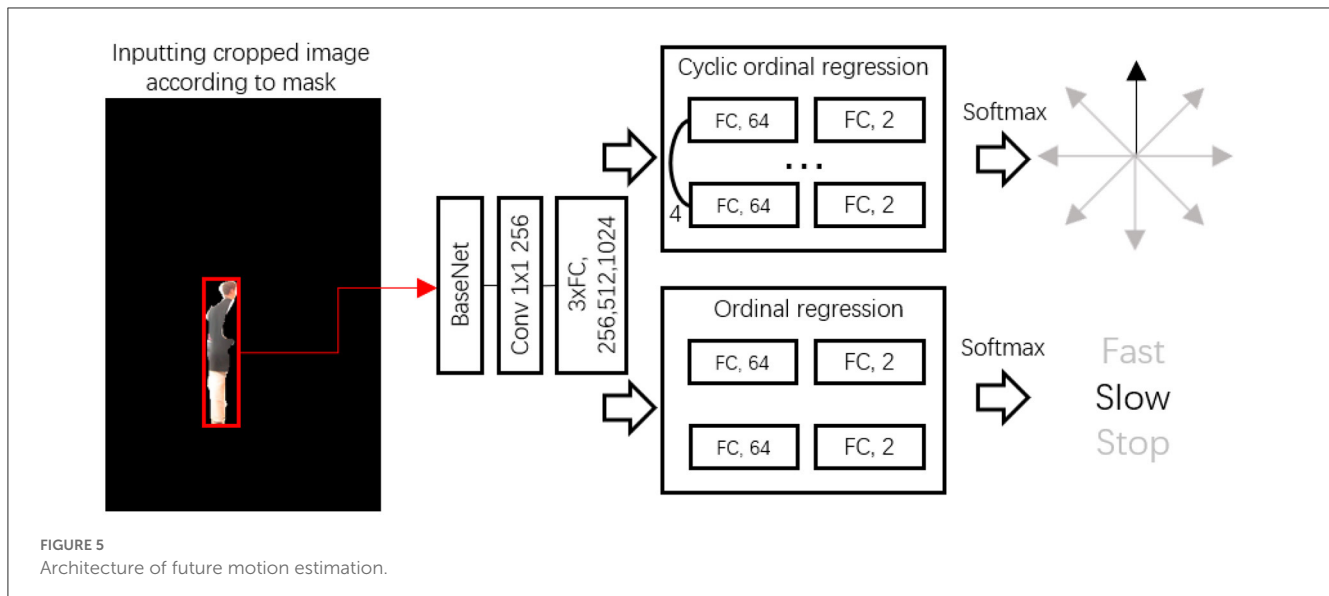 Inputting cropped image
according to mask
BaseNet
Conv 1x1 256
3xFC,
256,512,1024
Cyclic ordinal regression
FC, 64
FC, 2
...
4
FC, 64
FC, 2
Softmax
Ordinal regression
FC, 64
FC, 2
FC, 64
FC, 2
Softmax
Fast
Slow
Stop
FIGURE 5
Architecture of future motion estimation.